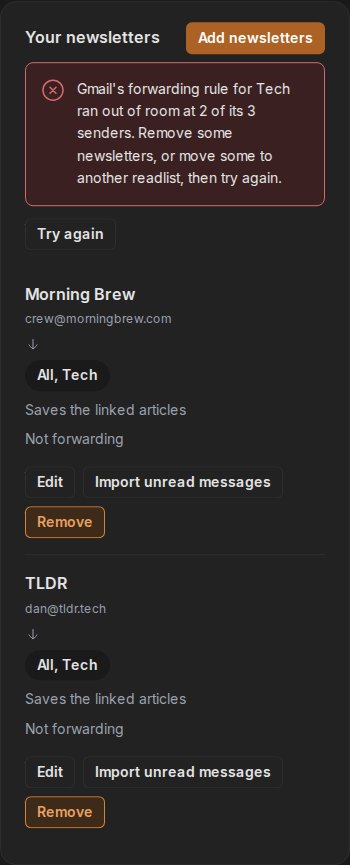 Your newsletters
Add newsletters
Gmail's forwarding rule for Tech
ran out of room at 2 of its 3
senders. Remove some
newsletters, or move some to
another readlist, then try again.
Try again
Morning Brew
crew@morningbrew.com
↓
All, Tech
Saves the linked articles
Not forwarding
Edit
Import unread messages
Remove
TLDR
dan@tldr.tech
↓
All, Tech
Saves the linked articles
Not forwarding
Edit
Import unread messages
Remove